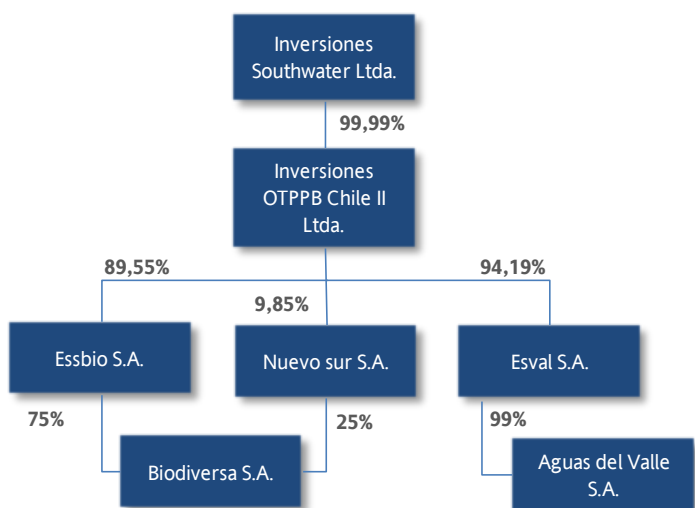 Inversiones
Southwater Ltda.
99,99%
Inversiones
OTPPB Chile II
Ltda.
89,55%
9,85%
94,19%
Essbio S.A.
Nuevo sur S.A.
Esval S.A.
75%
25%
99%
Biodiversa S.A.
Aguas del Valle
S.A.